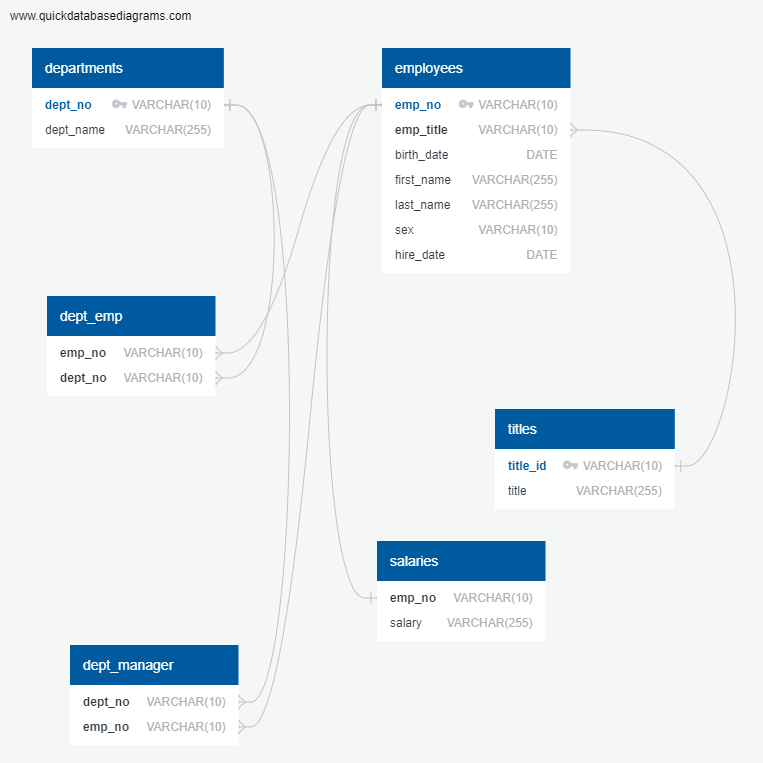 www.quickdatabasediagrams.com
departments
dept_no VARCHAR(10)
dept_name VARCHAR(255)
employees
emp_no VARCHAR(10)
emp_title VARCHAR(10)
birth_date DATE
first_name VARCHAR(255)
last_name VARCHAR(255)
sex VARCHAR(10)
hire_date DATE
dept_emp
emp_no VARCHAR(10)
dept_no VARCHAR(10)
titles
title_id VARCHAR(10)
title VARCHAR(255)
salaries
emp_no VARCHAR(10)
salary VARCHAR(255)
dept_manager
dept_no VARCHAR(10)
emp_no VARCHAR(10)